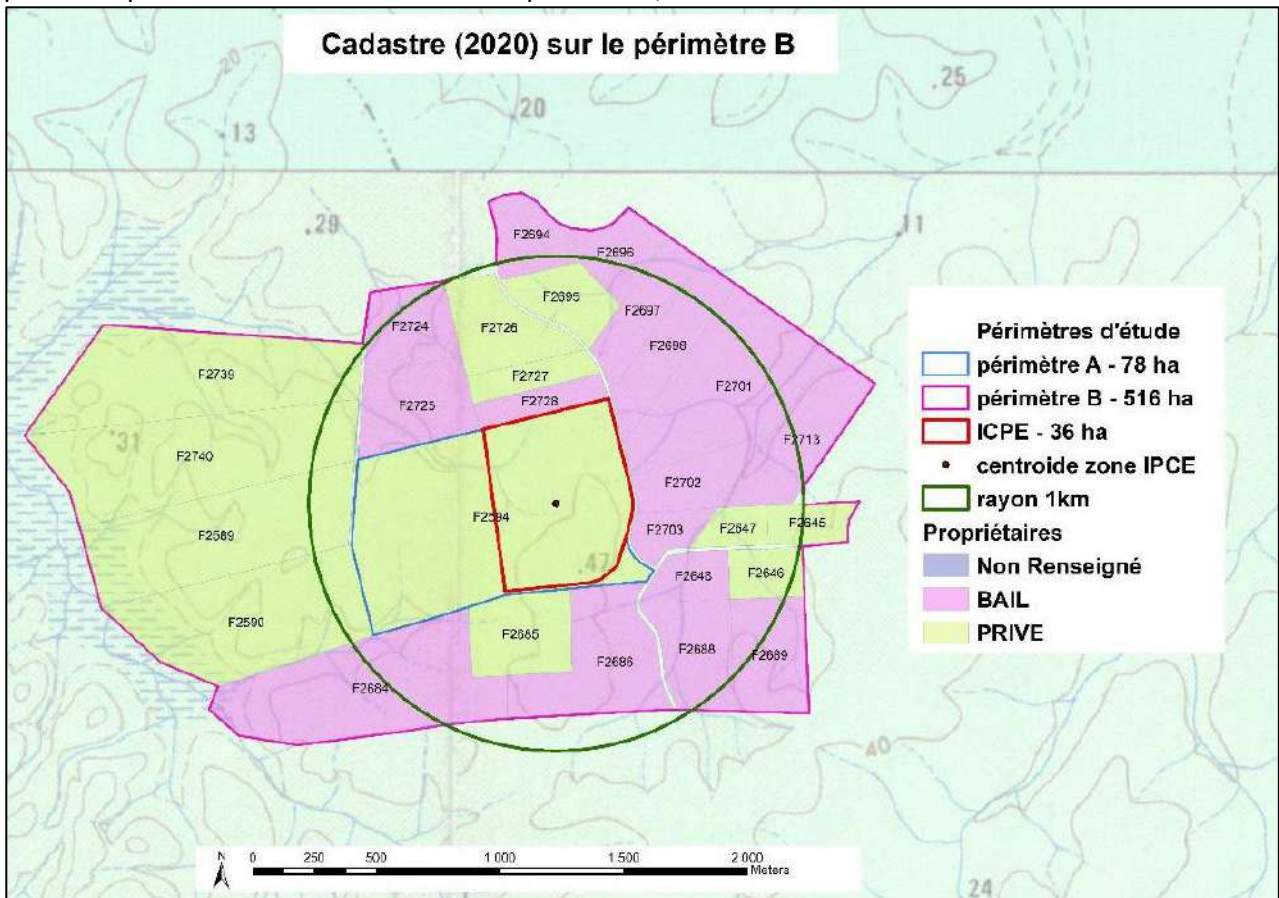 Cadastre (2020) sur le périmètre B
20
25
20
13
29
11
F2694
F2696
F2695
F2697
F2724
F2726
F2698
F2739
F2727
F2701
F2725
F2728
31
F2713
F2740
F2702
F2594
F2703
F2647
F2645
F2589
47
F2648
F2646
F2590
F2685
F2686
F2688
F2689
F2684
40
24
Périmètres d'étude
périmètre A - 78 ha
périmètre B - 516 ha
ICPE - 36 ha
centroide zone IPCE
rayon 1km
Propriétaires
Non Renseigné
BAIL
PRIVE
N
0 250 500 1 000 1 500 2 000
Meters